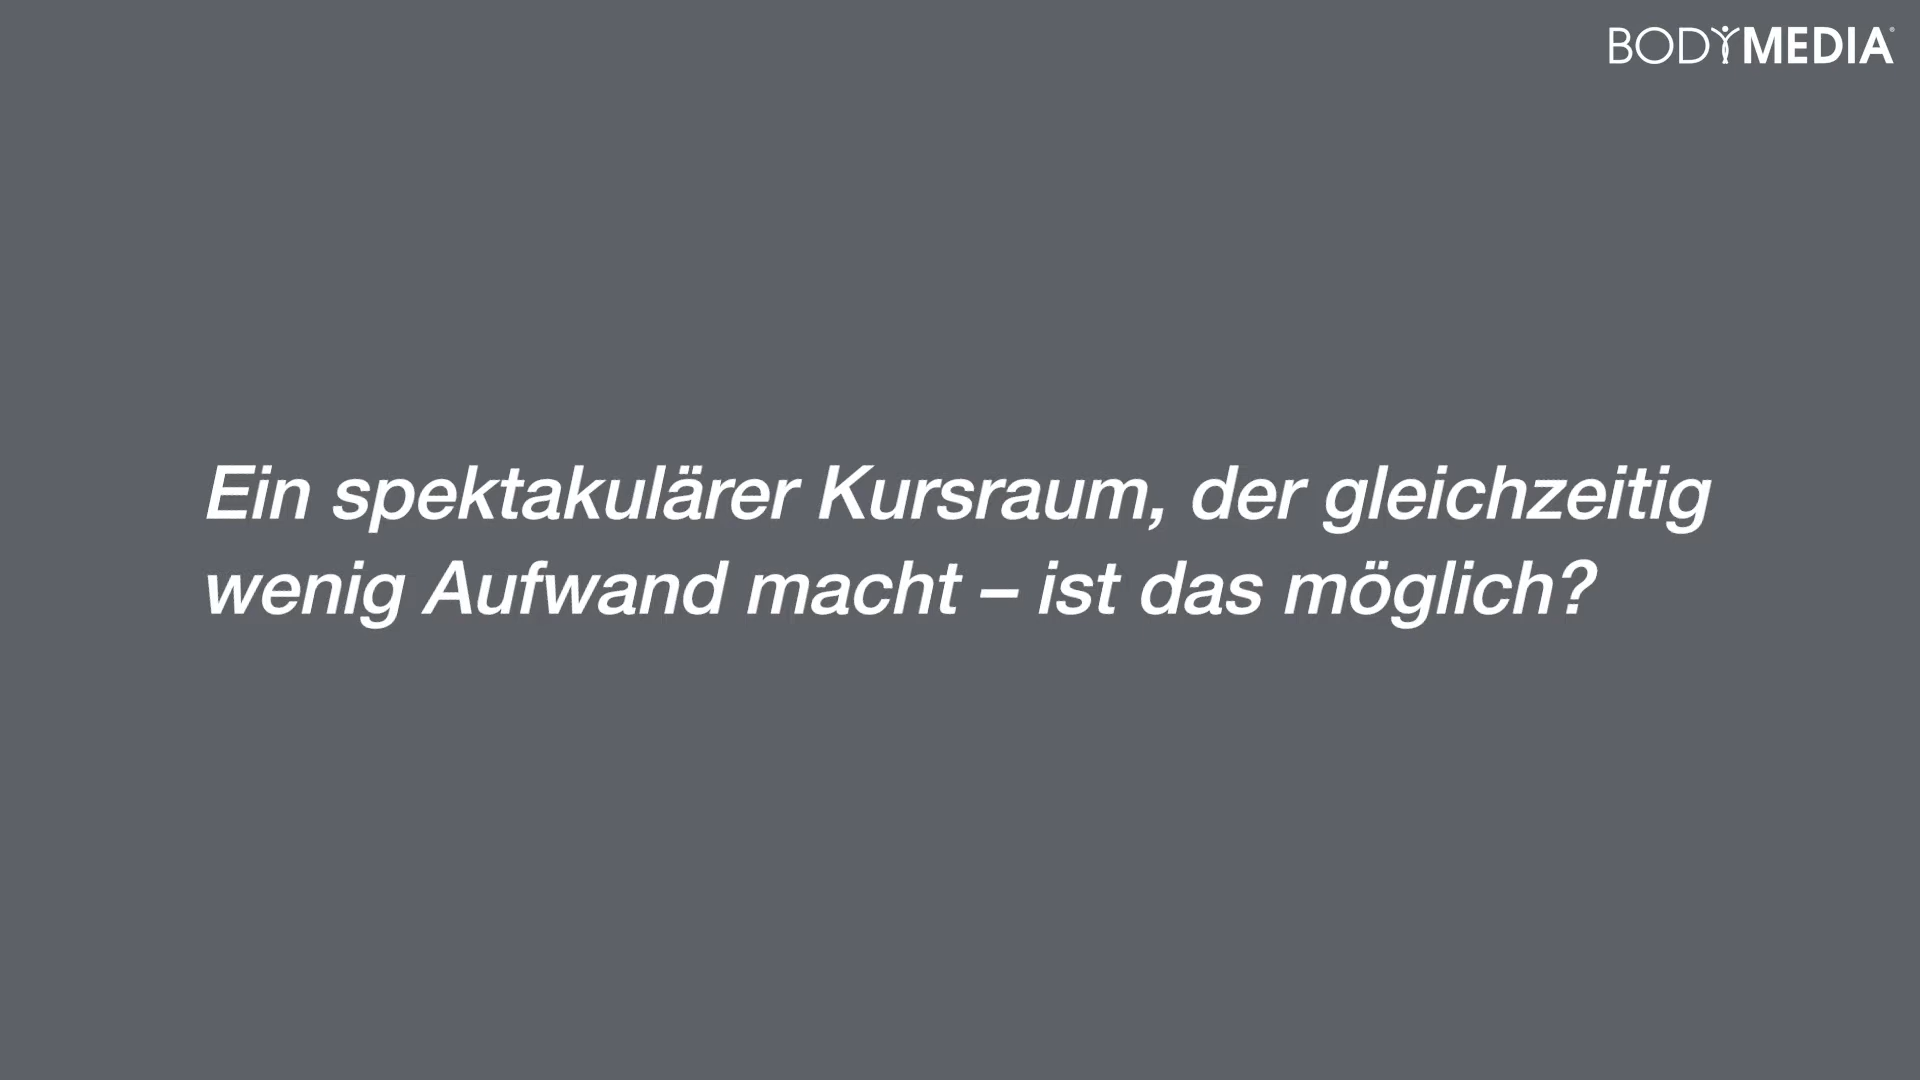 BODYMEDIA
Ein spektakulärer Kursraum, der gleichzeitig
wenig Aufwand macht – ist das möglich?